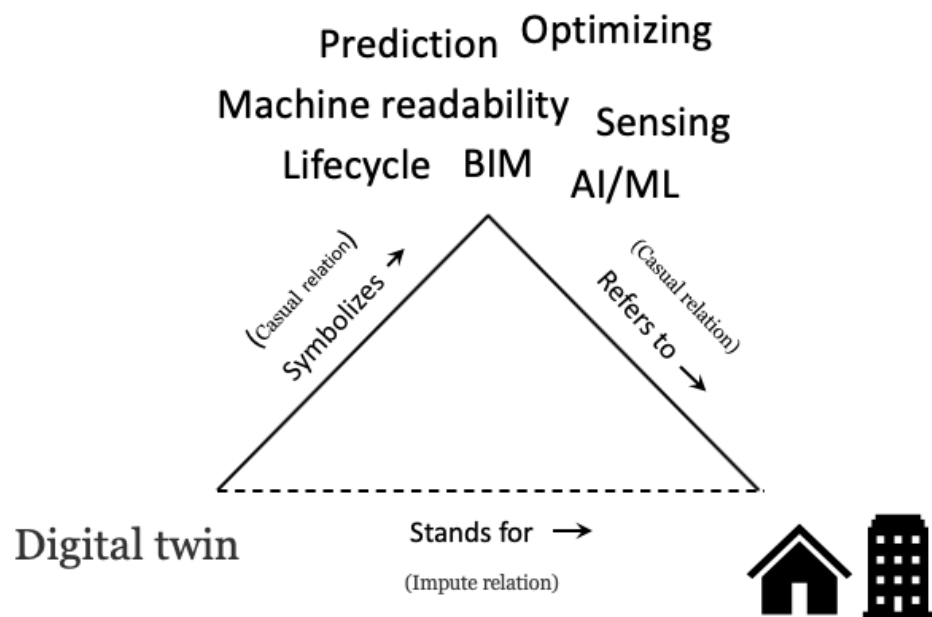 Prediction
Optimizing
Machine readability
Sensing
Lifecycle
BIM
AI/ML
(Casual relation)
Symbolizes →
(Casual relation)
Refers to →
Digital twin
Stands for →
(Impute relation)